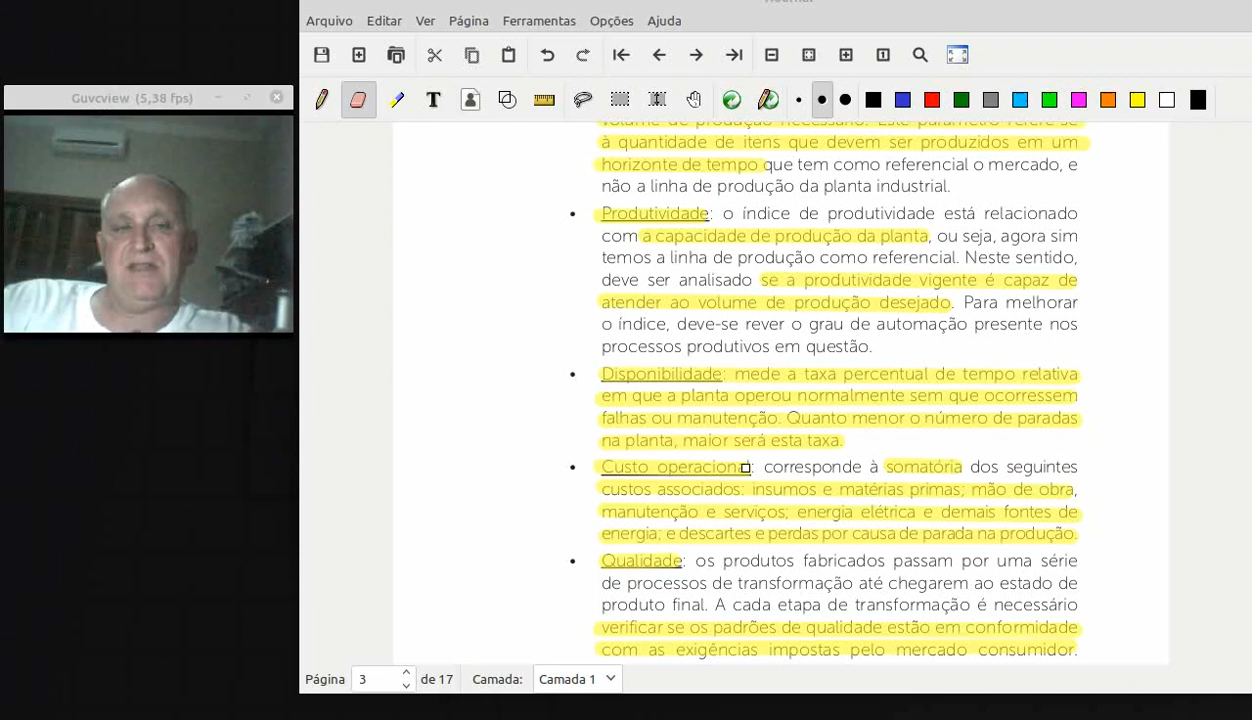 Arquivo Editar Ver Página Ferramentas Opções Ajuda
Guvcview (5,38 fps)
T
1
volume de produção necessário. Este parâmetro refere-se
à quantidade de itens que devem ser produzidos em um
horizonte de tempo que tem como referencial o mercado, e
não a linha de produção da planta industrial.
• Produtividade: o índice de produtividade está relacionado
com a capacidade de produção da planta, ou seja, agora sim
temos a linha de produção como referencial. Neste sentido,
deve ser analisado se a produtividade vigente é capaz de
atender ao volume de produção desejado. Para melhorar
o índice, deve-se rever o grau de automação presente nos
processos produtivos em questão.
• Disponibilidade: mede a taxa percentual de tempo relativa
em que a planta operou normalmente sem que ocorressem
falhas ou manutenção. Quanto menor o número de paradas
na planta, maior será esta taxa.
• Custo operacional: corresponde à somatória dos seguintes
custos associados: insumos e matérias primas; mão de obra,
manutenção e serviços; energia elétrica e demais fontes de
energia; e descartes e perdas por causa de parada na produção.
• Qualidade: os produtos fabricados passam por uma série
de processos de transformação até chegarem ao estado de
produto final. A cada etapa de transformação é necessário
verificar se os padrões de qualidade estão em conformidade
com as exigências impostas pelo mercado consumidor.
Página 3 de 17 Camada: Camada 1